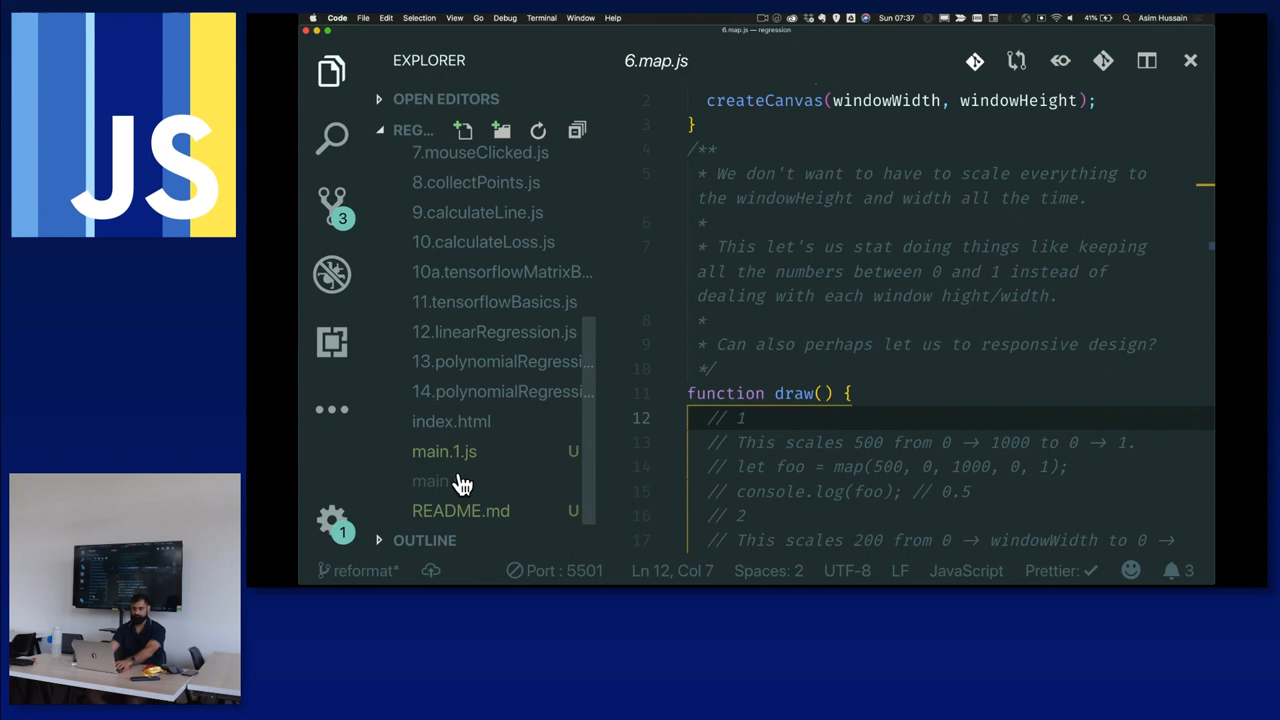 JS
Code File Edit Selection View Go Debug Terminal Window Help Sun 07:37 41% Asim Hussain
6.map.js — regression
EXPLORER
OPEN EDITORS
REG...
7.mouseClicked.js
8.collectPoints.js
9.calculateLine.js
10.calculateLoss.js
10a.tensorflowMatrixB...
11.tensorflowBasics.js
12.linearRegression.js
13.polynomialRegressi...
14.polynomialRegressi...
index.html
main.1.js U
main
README.md U
OUTLINE
3
1
6.map.js
2 createCanvas(windowWidth, windowHeight);
3 }
4 /**
5 * We don't want to have to scale everything to
the windowHeight and width all the time.
6 *
7 * This let's us stat doing things like keeping
all the numbers between 0 and 1 instead of
dealing with each window hight/width.
8 *
9 * Can also perhaps let us to responsive design?
10 */
11 function draw() {
12 // 1
13 // This scales 500 from 0 -> 1000 to 0 -> 1.
14 // let foo = map(500, 0, 1000, 0, 1);
15 // console.log(foo); // 0.5
16 // 2
17 // This scales 200 from 0 -> windowWidth to 0 ->
reformat* Port : 5501 Ln 12, Col 7 Spaces: 2 UTF-8 LF JavaScript Prettier: ✓ 3